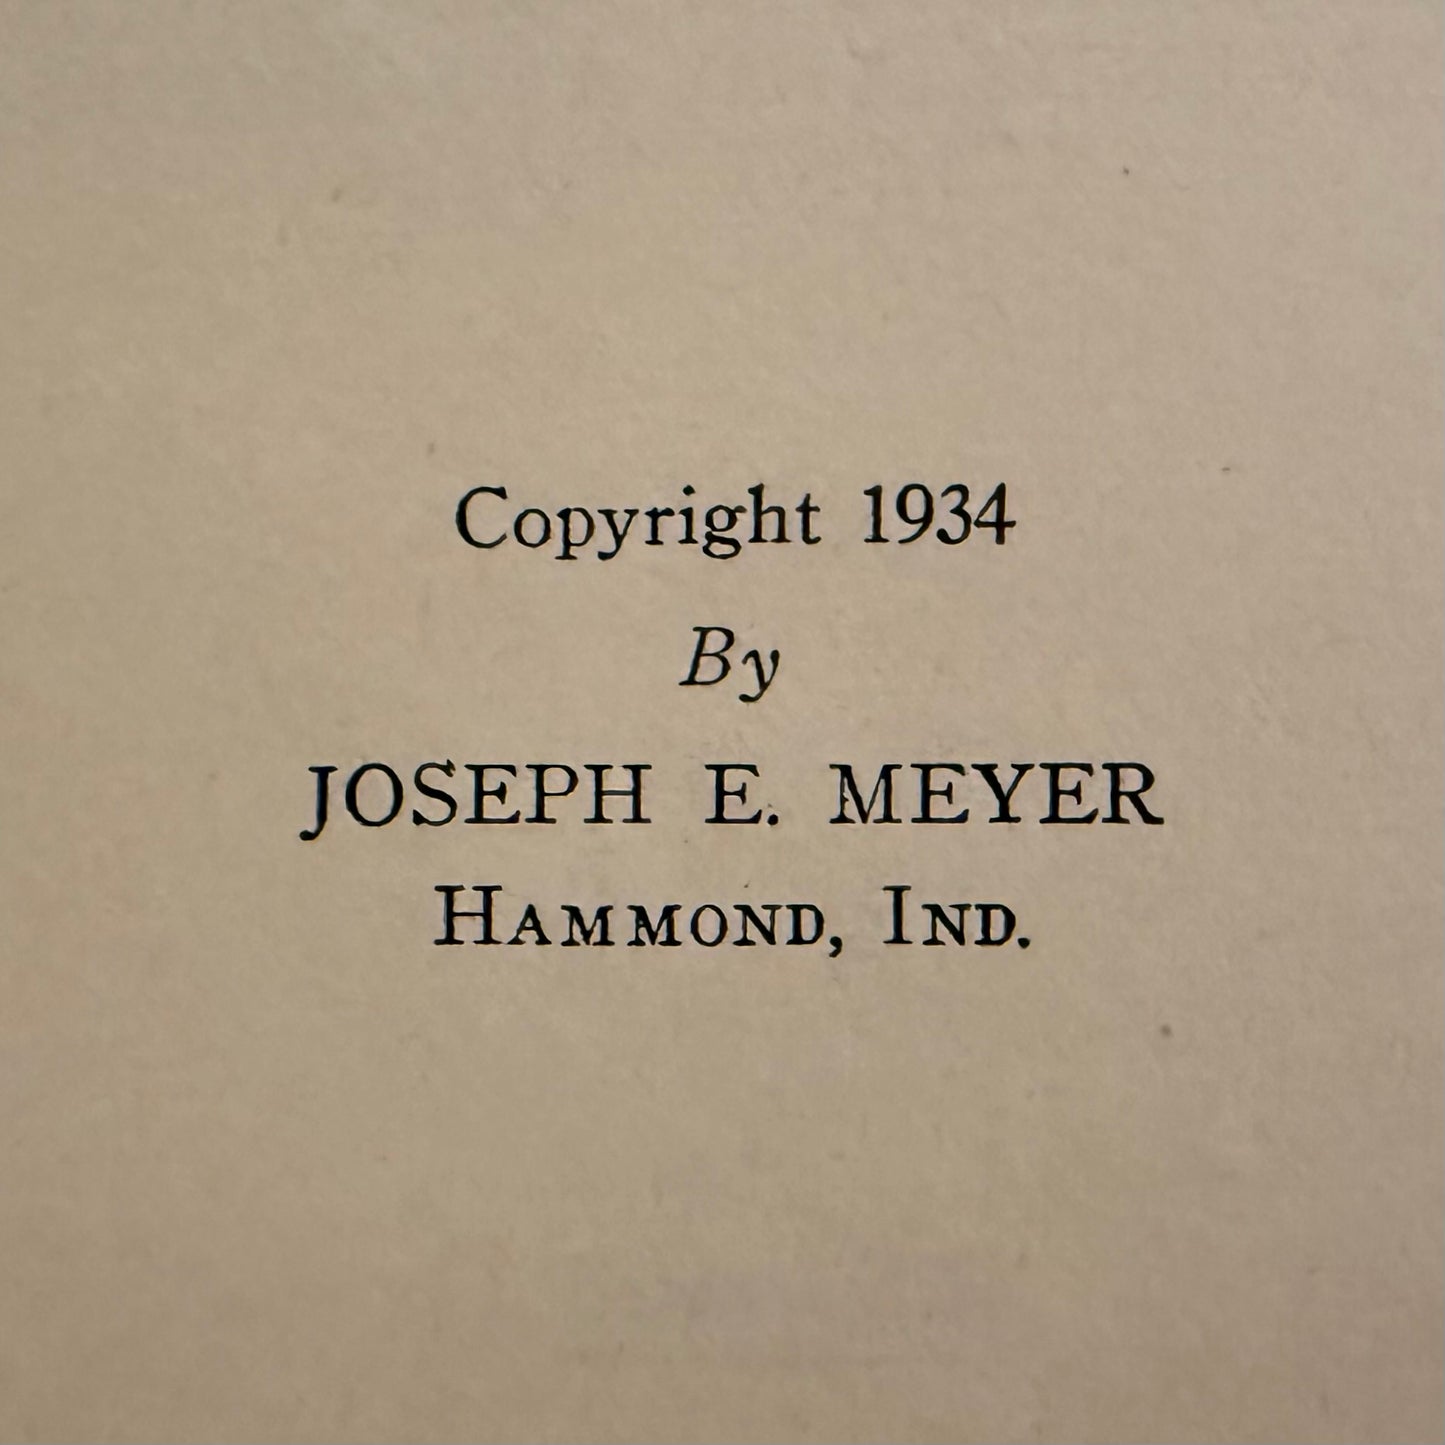 Copyright 1934
By
JOSEPH E. MEYER
HAMMOND, IND.